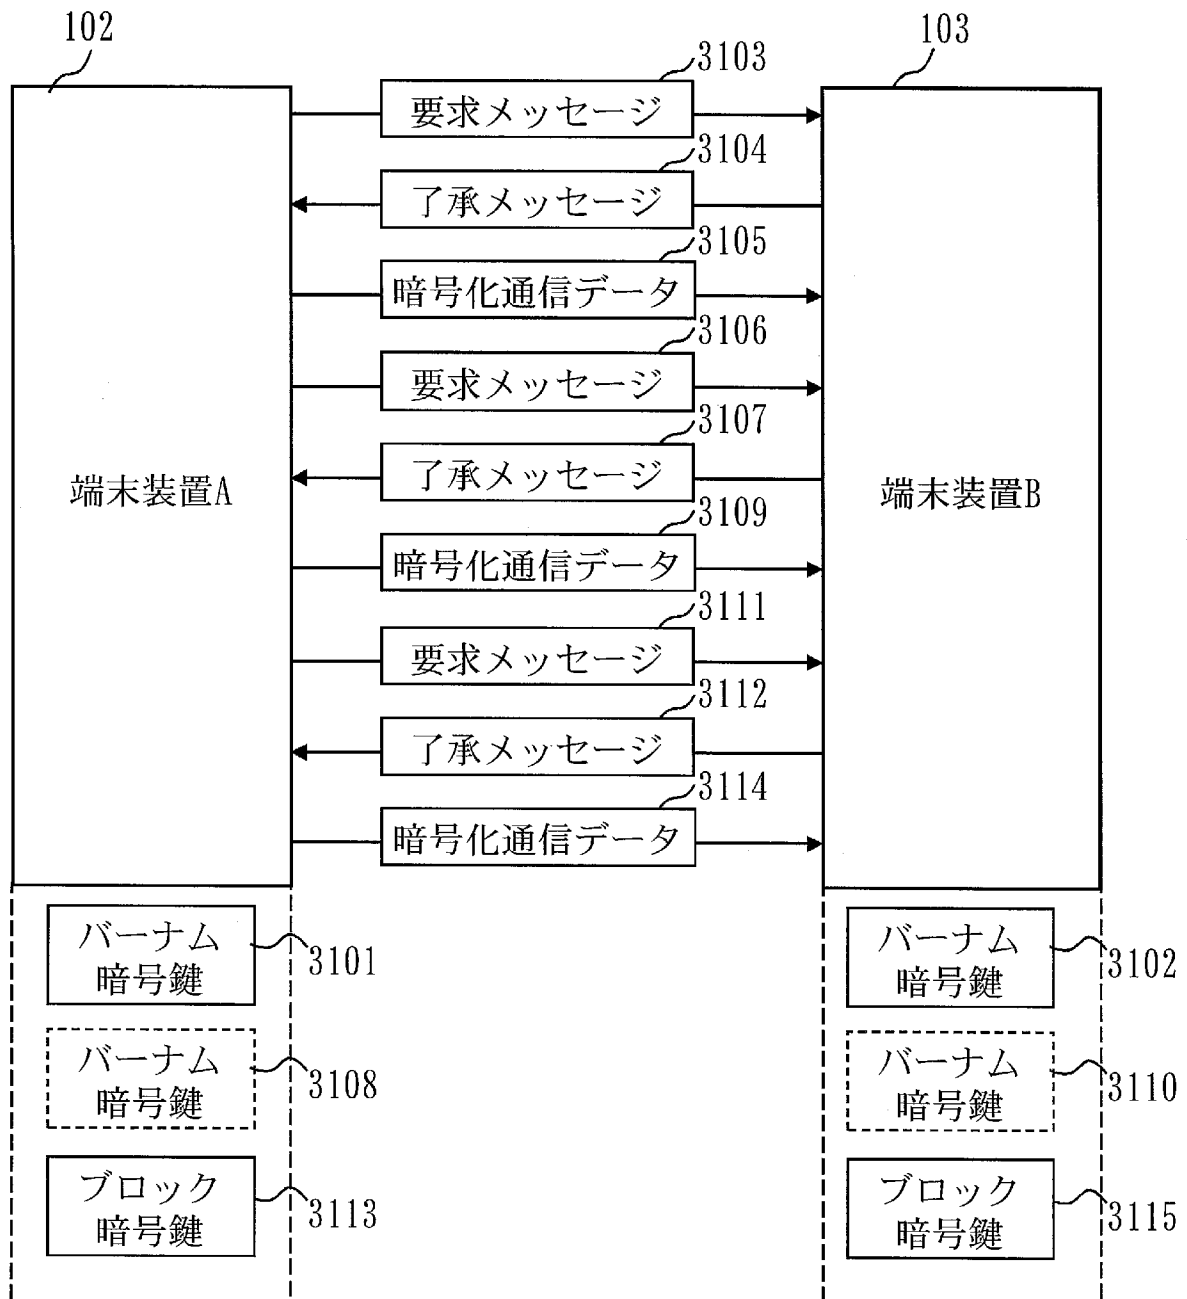 102
103
3103
要求メッセージ
3104
了承メッセージ
3105
暗号化通信データ
3106
要求メッセージ
3107
了承メッセージ
端末装置A
端末装置B
3109
暗号化通信データ
3111
要求メッセージ
3112
了承メッセージ
3114
暗号化通信データ
バーナム
暗号鍵
3101
バーナム
暗号鍵
3102
バーナム
暗号鍵
3108
バーナム
暗号鍵
3110
ブロック
暗号鍵
3113
ブロック
暗号鍵
3115